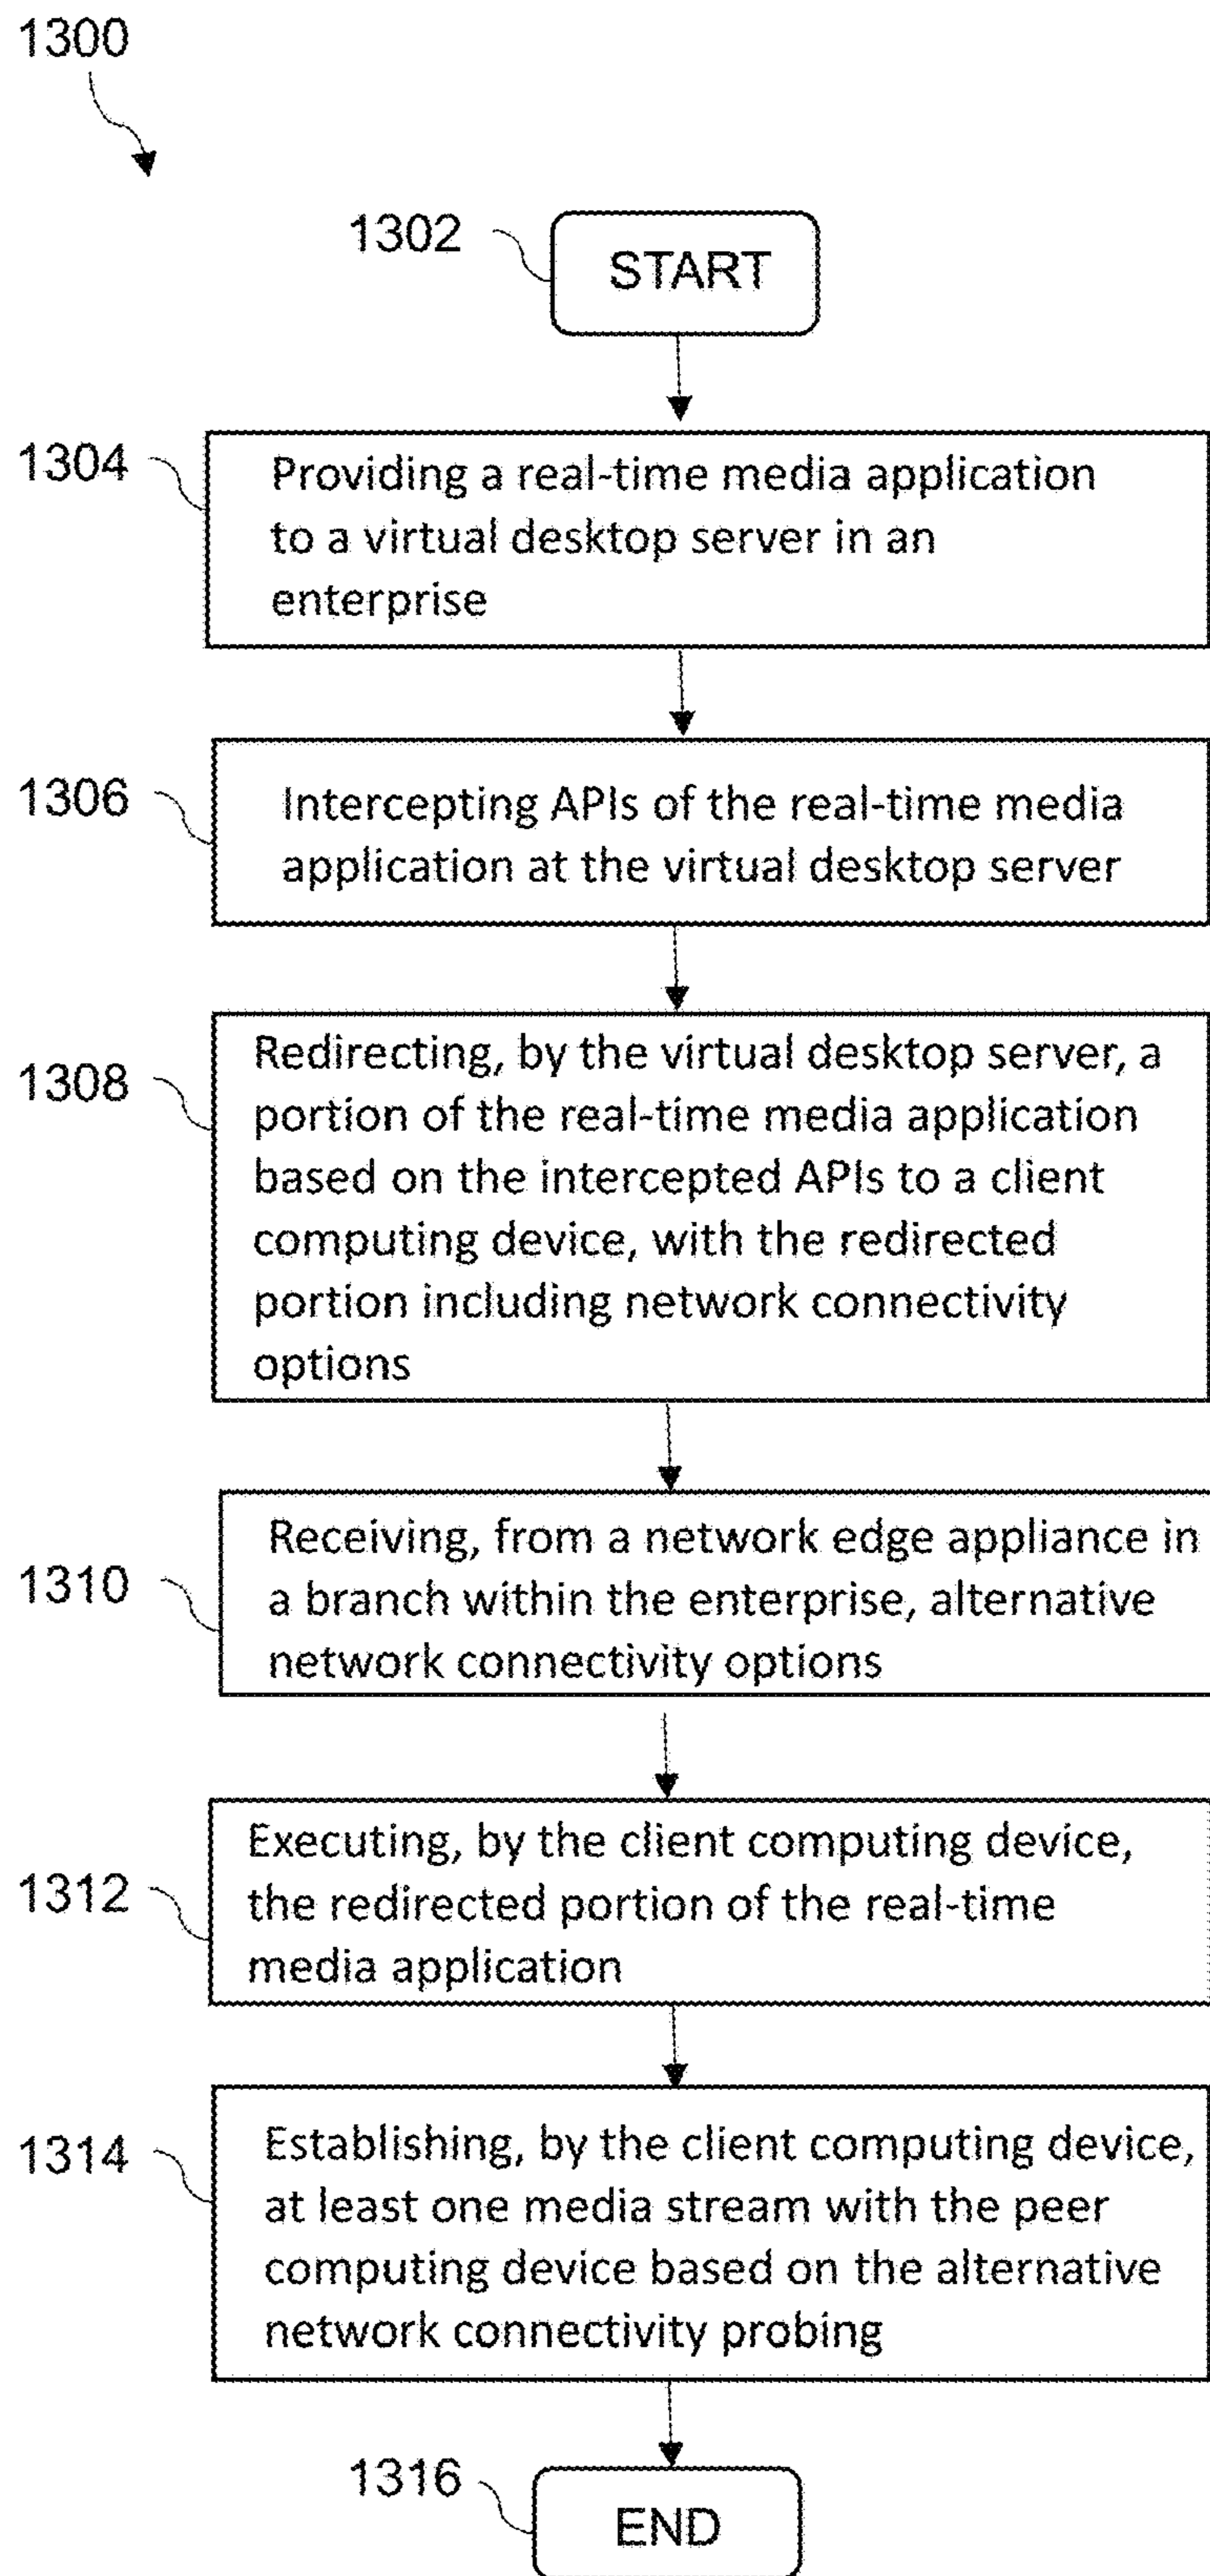 1300
1302
START
1304
Providing a real-time media application
to a virtual desktop server in an
enterprise
1306
Intercepting APIs of the real-time media
application at the virtual desktop server
1308
Redirecting, by the virtual desktop server, a
portion of the real-time media application
based on the intercepted APIs to a client
computing device, with the redirected
portion including network connectivity
options
1310
Receiving, from a network edge appliance in
a branch within the enterprise, alternative
network connectivity options
1312
Executing, by the client computing device,
the redirected portion of the real-time
media application
1314
Establishing, by the client computing device,
at least one media stream with the peer
computing device based on the alternative
network connectivity probing
1316
END